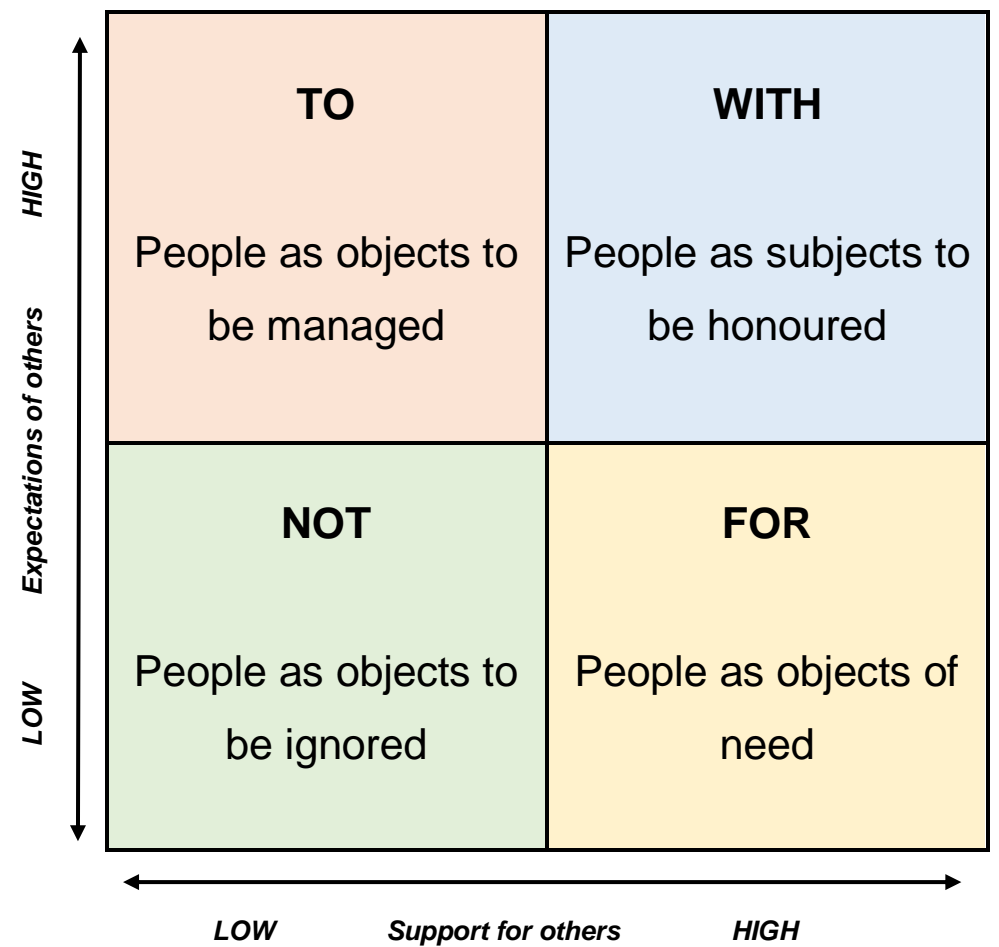 TO
People as objects to
be managed
WITH
People as subjects to
be honoured
NOT
People as objects to
be ignored
FOR
People as objects of
need
HIGH
Expectations of others
LOW
LOW Support for others HIGH